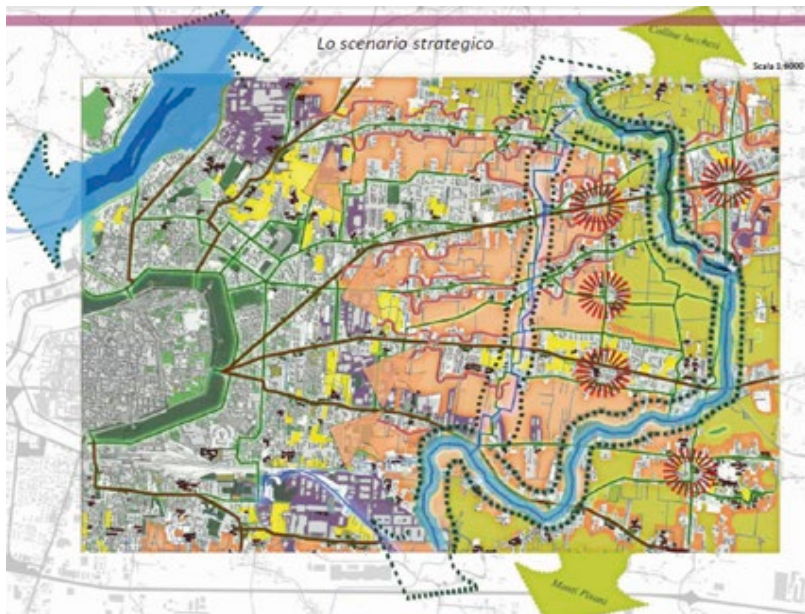 Lo scenario strategico
Colline lucchesi
Scala 1:6000
Monti Pisani